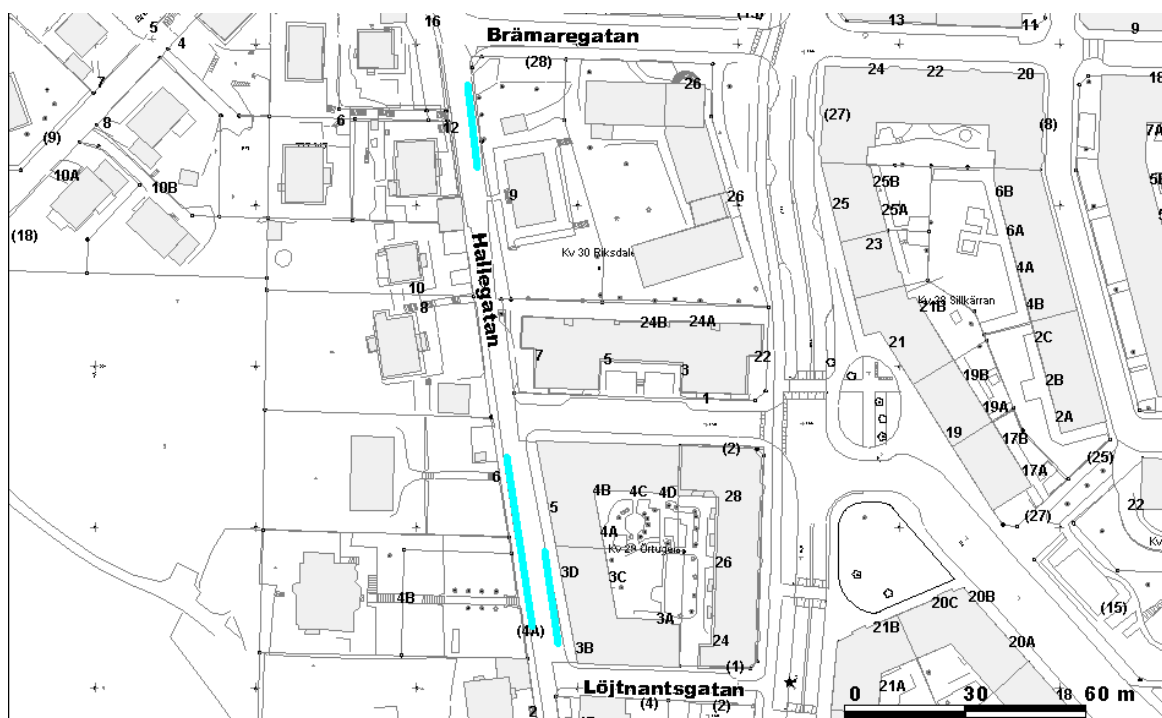 16
5
4
Brämaregatan
(28)
13
11
9
7
6
12
26
24
22
20
18
(27)
(8)
7A
8
(9)
10A
10B
9
26
25B
25A
25
6B
6A
(18)
Hallegatan
Kv 30 Riksdale
23
4A
10
8
Kv 38 Sillkärran
21B
4B
24B
24A
2C
21
7
5
3
22
19B
2B
1
19A
2A
19
17B
(2)
(25)
17A
6
4B
4C
4D
28
22
5
(27)
4A
Kv 29 Örtugen
26
3D
3C
4B
20C
20B
(15)
3A
(4A)
21B
24
20A
3B
(1)
Löjtnantsgatan
21A
0
30
18
60 m
2
(4)
(2)